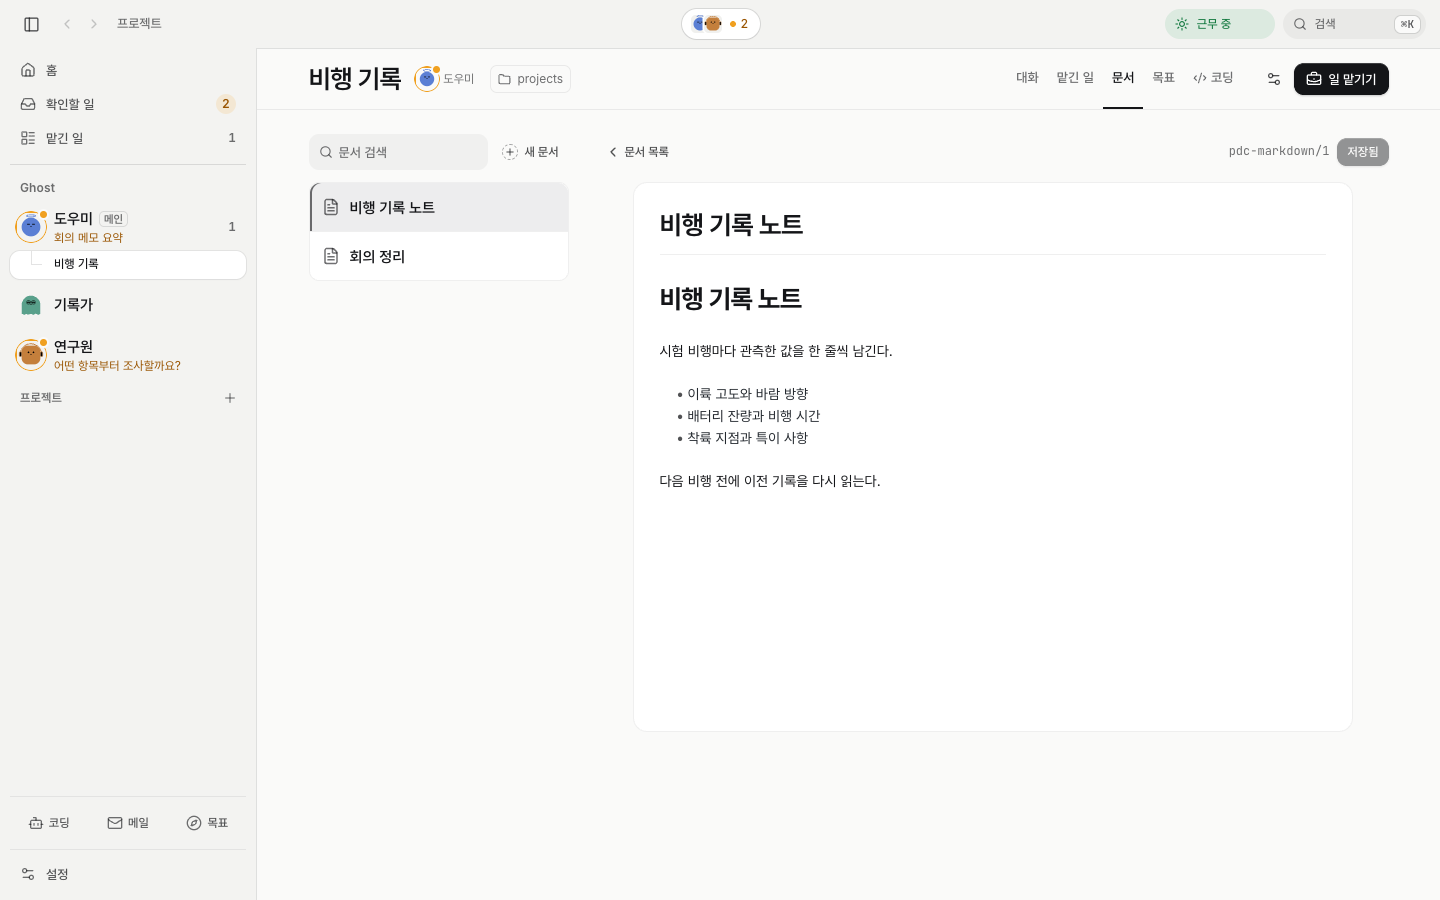 프로젝트
2
근무 중
검색
⌘K
홈
확인할 일
2
맡긴 일
1
Ghost
도우미
메인
회의 메모 요약
1
비행 기록
기록가
연구원
어떤 항목부터 조사할까요?
프로젝트
코딩
메일
목표
설정
비행 기록
도우미
projects
대화
맡긴 일
문서
목표
코딩
일 맡기기
문서 검색
새 문서
비행 기록 노트
회의 정리
문서 목록
pdc-markdown/1
저장됨
비행 기록 노트
비행 기록 노트
시험 비행마다 관측한 값을 한 줄씩 남긴다.
• 이륙 고도와 바람 방향
• 배터리 잔량과 비행 시간
• 착륙 지점과 특이 사항
다음 비행 전에 이전 기록을 다시 읽는다.